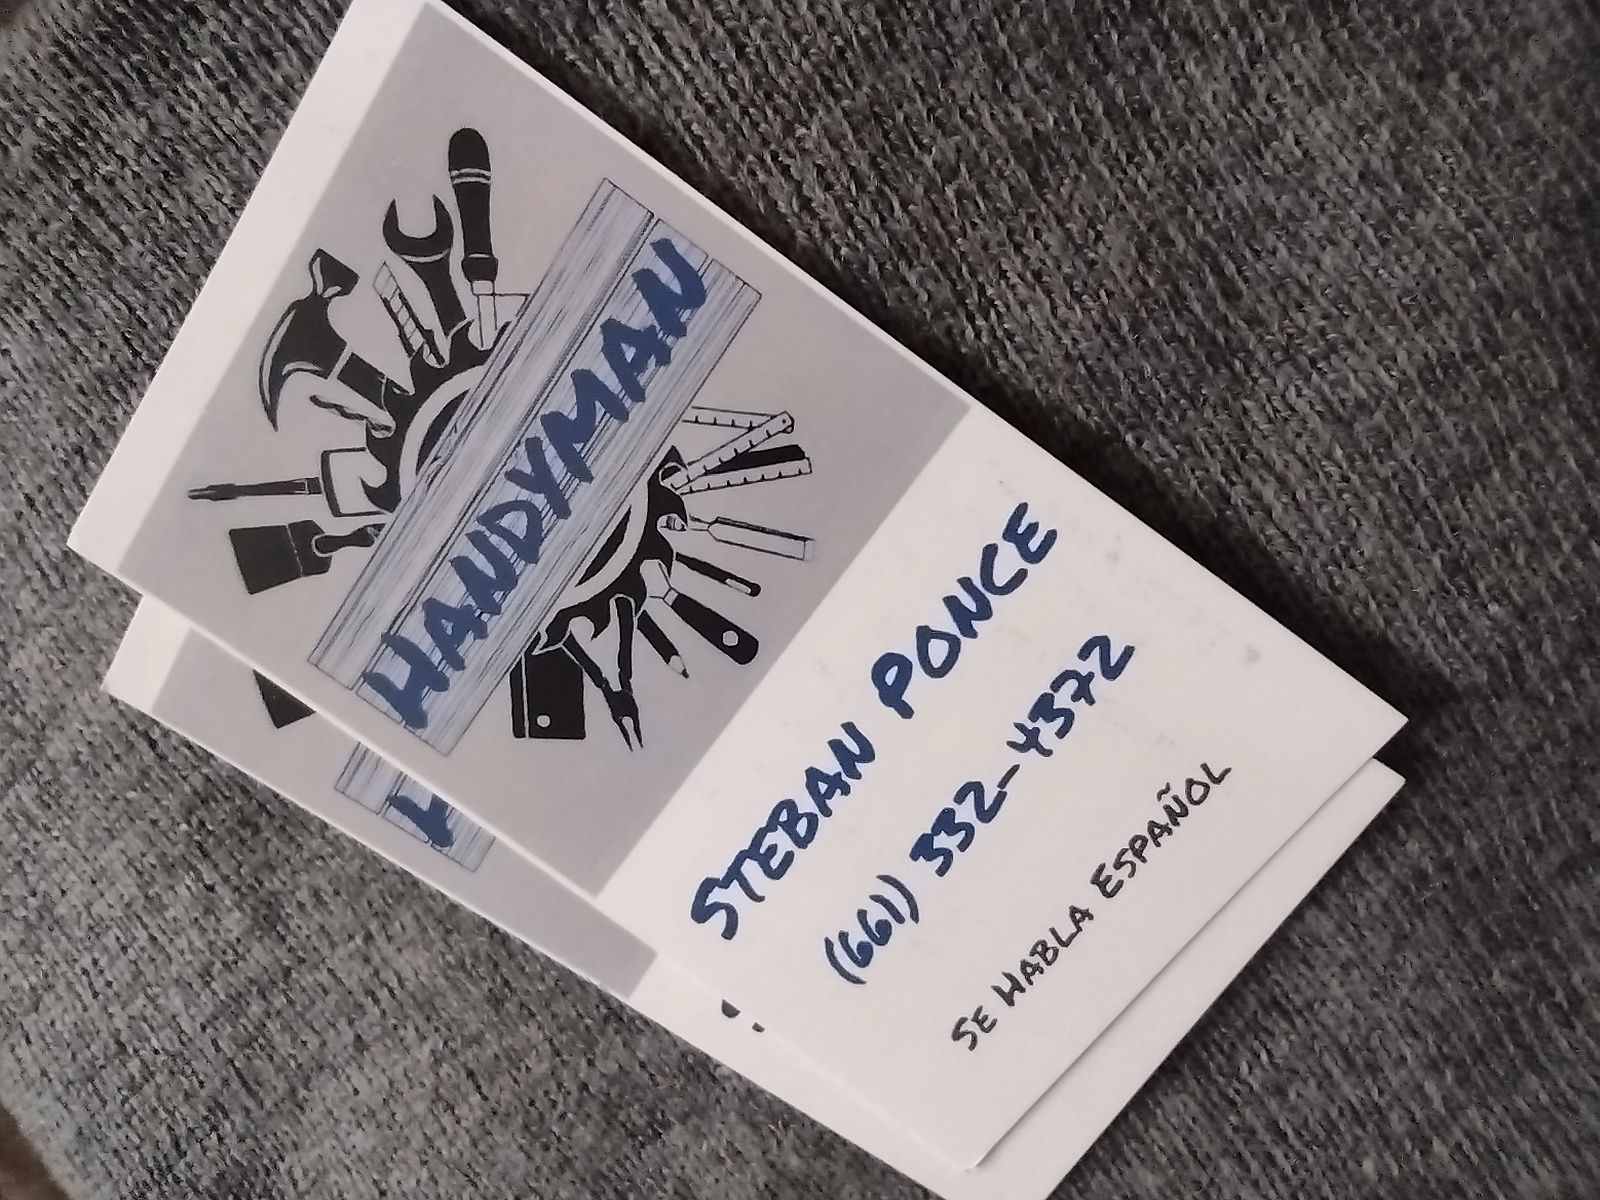 HANDYMAN
STEBAN PONCE
(661) 332-4372
SE HABLA ESPAÑOL
H